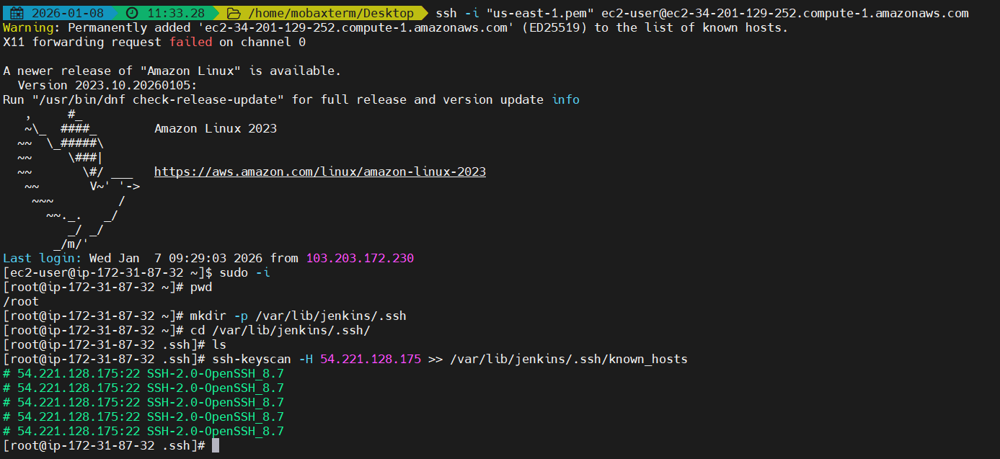 2026-01-08 11:33.28 /home/mobaxterm/Desktop ssh -i "us-east-1.pem" ec2-user@ec2-34-201-129-252.compute-1.amazonaws.com
Warning: Permanently added 'ec2-34-201-129-252.compute-1.amazonaws.com' (ED25519) to the list of known hosts.
X11 forwarding request failed on channel 0
A newer release of "Amazon Linux" is available.
  Version 2023.10.20260105:
Run "/usr/bin/dnf check-release-update" for full release and version update info
   ,     #_
   ~\_  ####_        Amazon Linux 2023
  ~~  \_#####\
  ~~     \###|
  ~~       \#/ ___   https://aws.amazon.com/linux/amazon-linux-2023
   ~~       V~' '->
    ~~~         /
      ~~._.   _/
         _/ _/
       _/m/'
Last login: Wed Jan  7 09:29:03 2026 from 103.203.172.230
[ec2-user@ip-172-31-87-32 ~]$ sudo -i
[root@ip-172-31-87-32 ~]# pwd
/root
[root@ip-172-31-87-32 ~]# mkdir -p /var/lib/jenkins/.ssh
[root@ip-172-31-87-32 ~]# cd /var/lib/jenkins/.ssh/
[root@ip-172-31-87-32 .ssh]# ls
[root@ip-172-31-87-32 .ssh]# ssh-keyscan -H 54.221.128.175 >> /var/lib/jenkins/.ssh/known_hosts
# 54.221.128.175:22 SSH-2.0-OpenSSH_8.7
# 54.221.128.175:22 SSH-2.0-OpenSSH_8.7
# 54.221.128.175:22 SSH-2.0-OpenSSH_8.7
# 54.221.128.175:22 SSH-2.0-OpenSSH_8.7
# 54.221.128.175:22 SSH-2.0-OpenSSH_8.7
[root@ip-172-31-87-32 .ssh]#